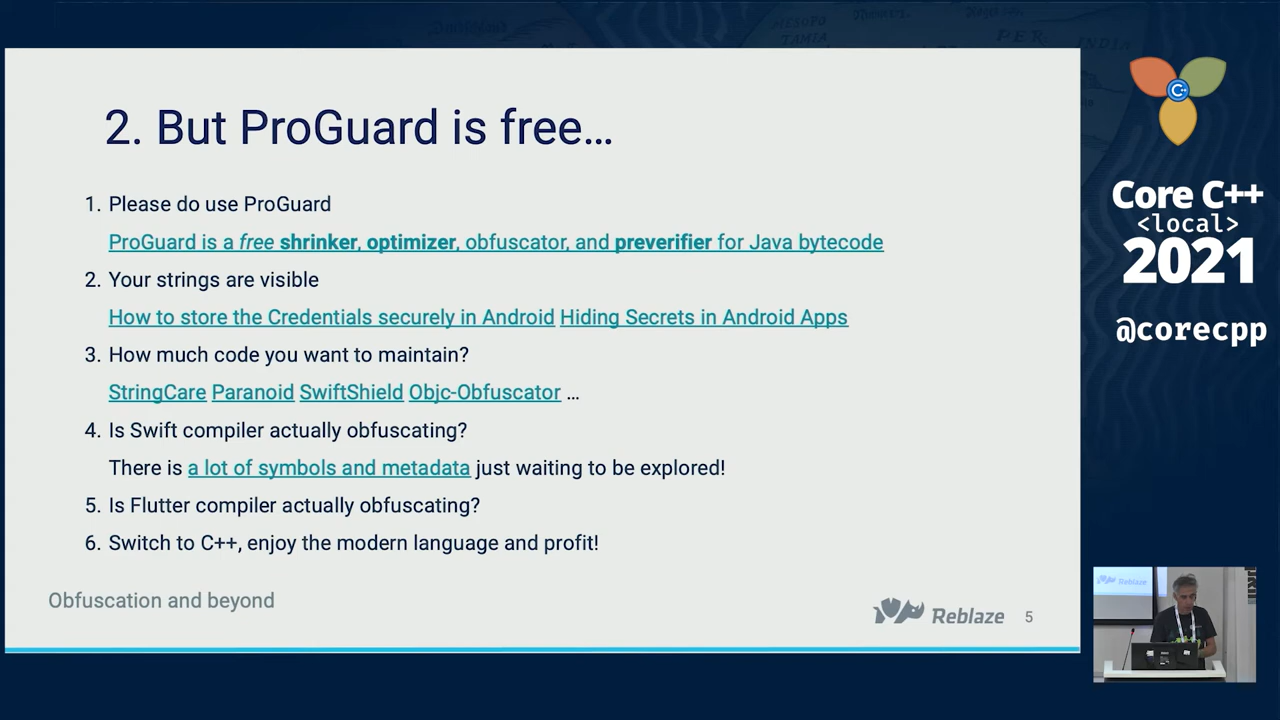 2. But ProGuard is free…
1. Please do use ProGuard
ProGuard is a free shrinker, optimizer, obfuscator, and preverifier for Java bytecode
2. Your strings are visible
How to store the Credentials securely in Android Hiding Secrets in Android Apps
3. How much code you want to maintain?
StringCare Paranoid SwiftShield Objc-Obfuscator …
4. Is Swift compiler actually obfuscating?
There is a lot of symbols and metadata just waiting to be explored!
5. Is Flutter compiler actually obfuscating?
6. Switch to C++, enjoy the modern language and profit!
Obfuscation and beyond
Reblaze
5
C++
Core C++
<local>
2021
@corecpp
Reblaze
PER
INDIA